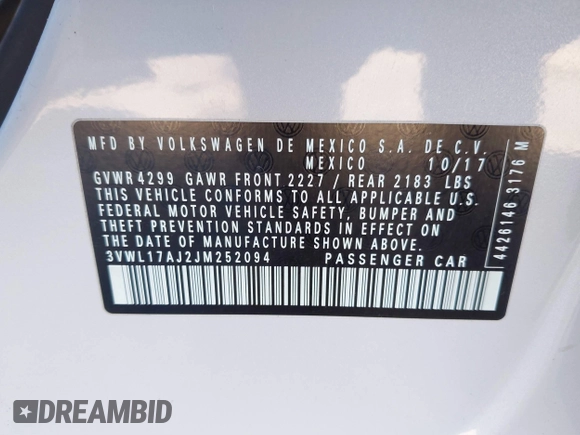 MFD BY VOLKSWAGEN DE MEXICO S.A. DE C.V.
MEXICO 10/17
GVWR 4299 GAWR FRONT 2227 / REAR 2183 LBS
THIS VEHICLE CONFORMS TO ALL APPLICABLE U.S.
FEDERAL MOTOR VEHICLE SAFETY, BUMPER AND
THEFT PREVENTION STANDARDS IN EFFECT ON
THE DATE OF MANUFACTURE SHOWN ABOVE.
3VWL17AJ2JM252094 PASSENGER CAR
4426146 3176 M
DREAMBID